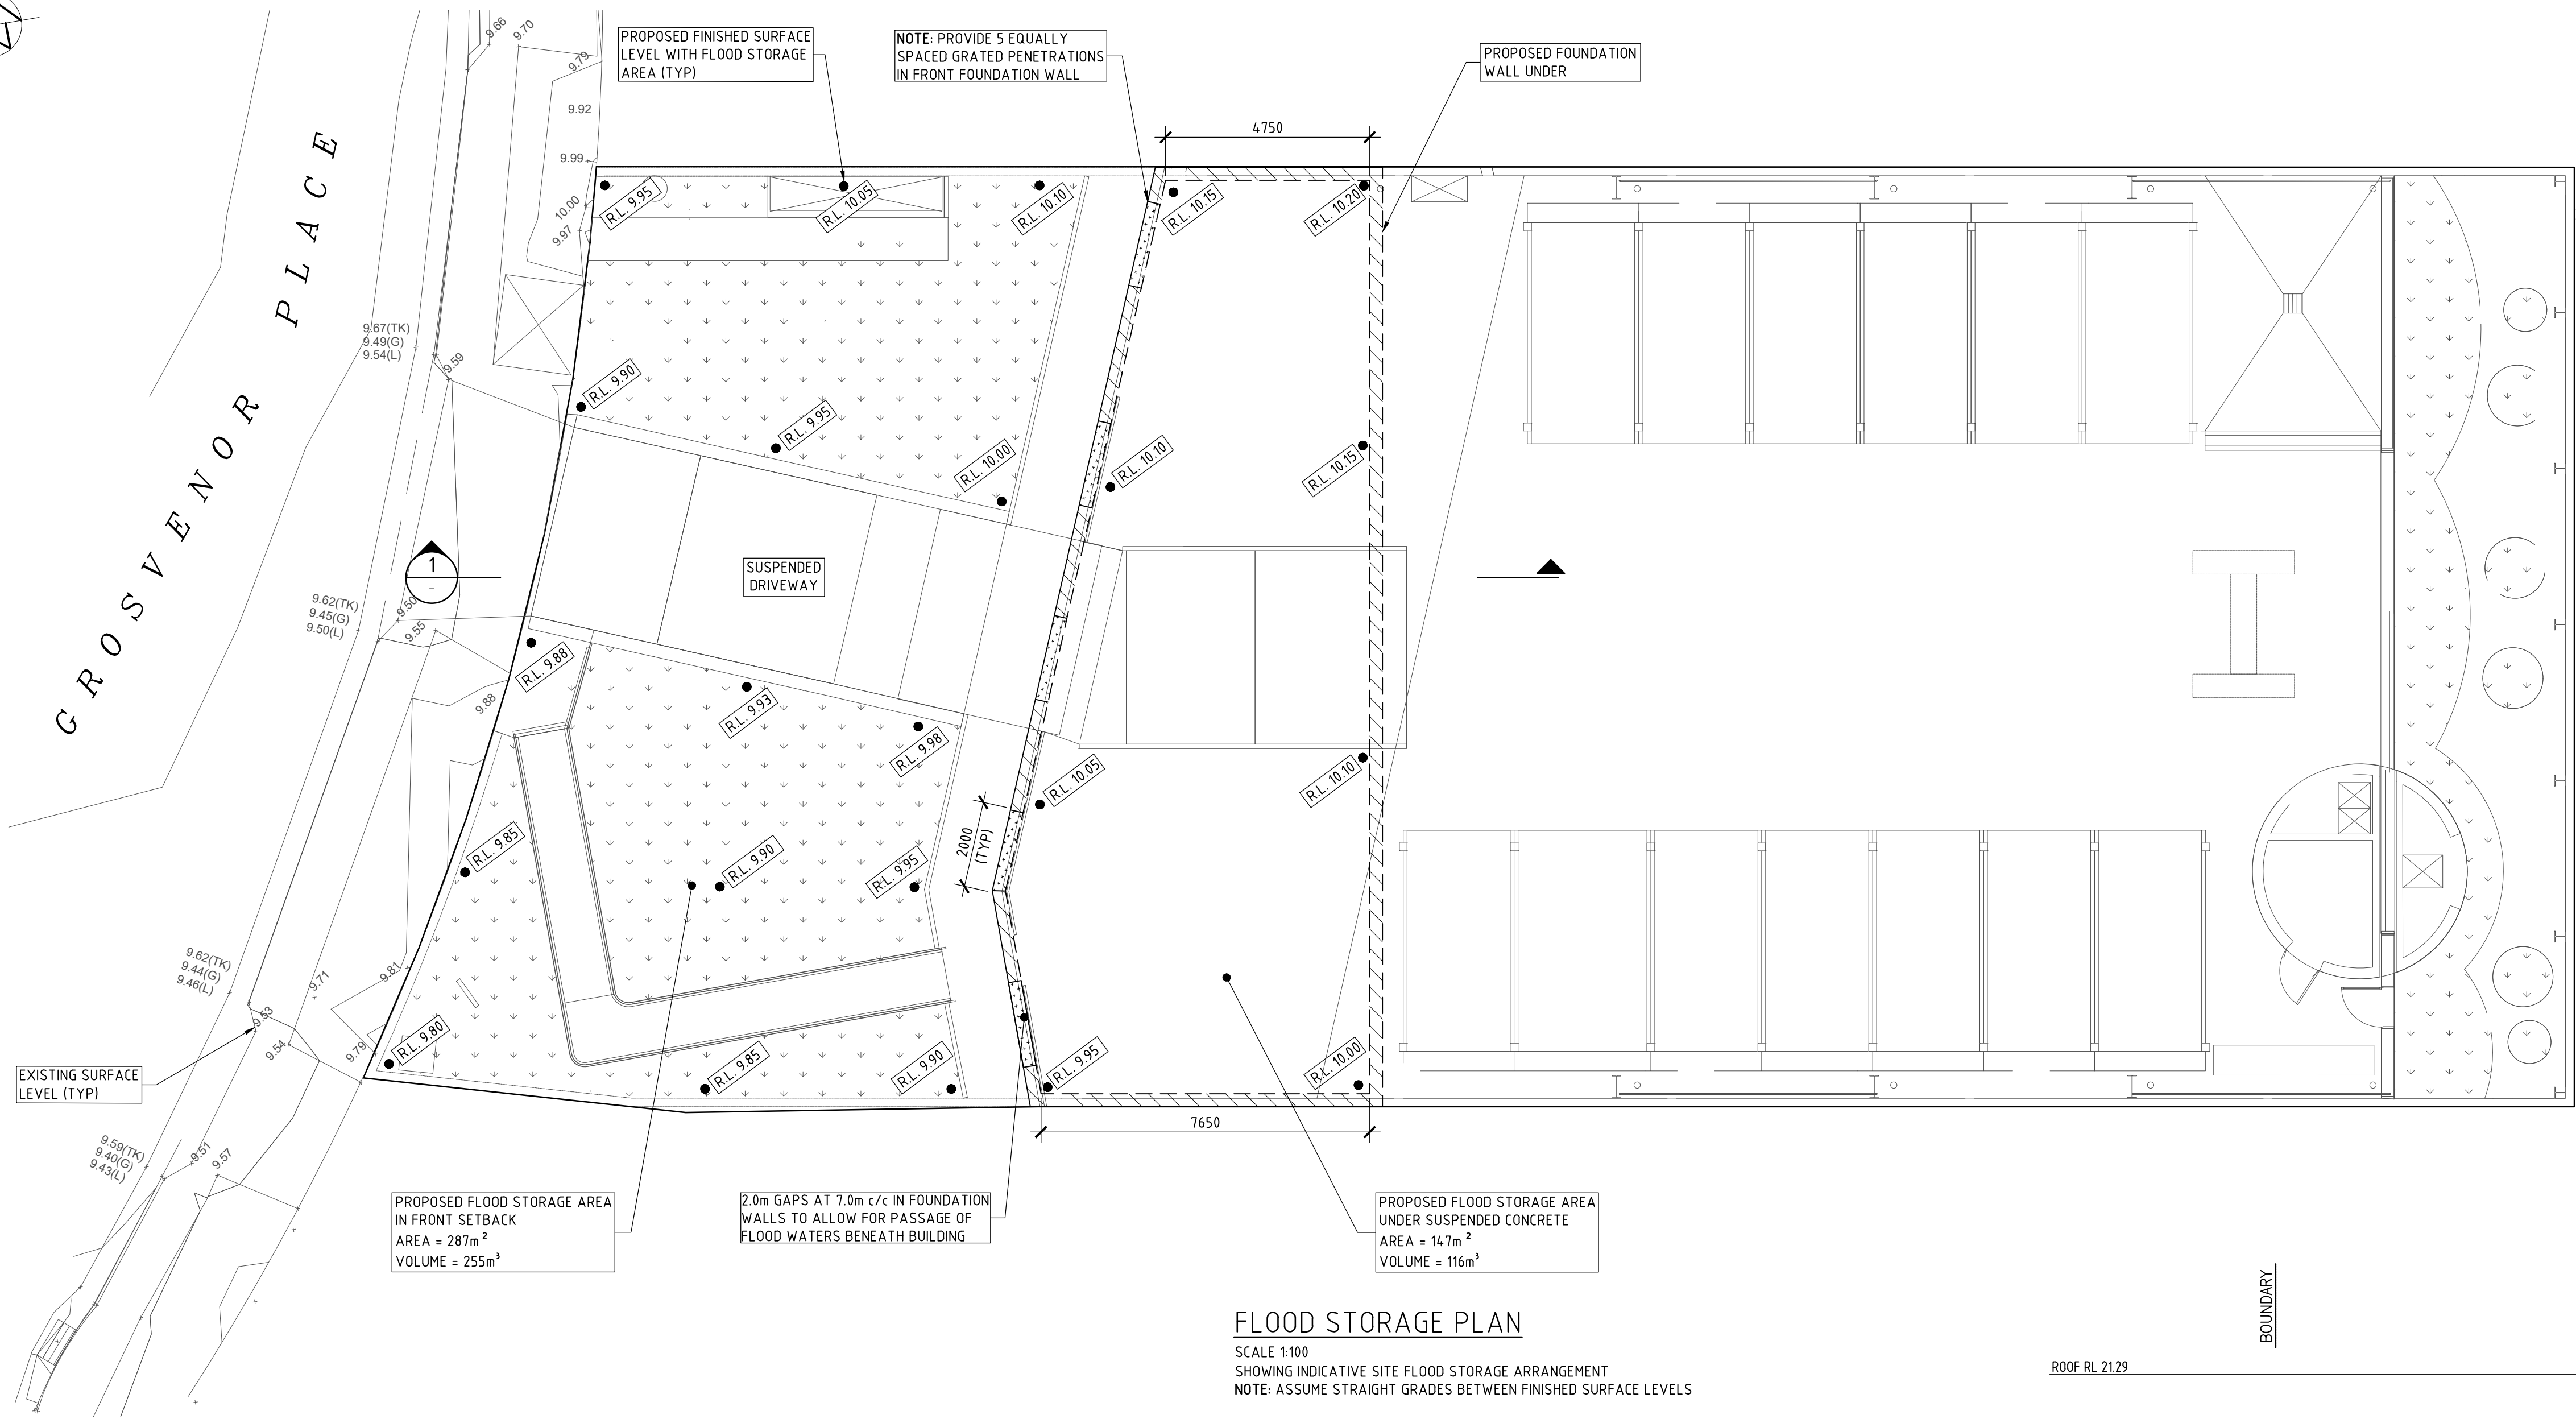 PROPOSED FINISHED SURFACE
LEVEL WITH FLOOD STORAGE
AREA (TYP)
NOTE: PROVIDE 5 EQUALLY
SPACED GRATED PENETRATIONS
IN FRONT FOUNDATION WALL
PROPOSED FOUNDATION
WALL UNDER
9.66
9.70
9.79
9.92
9.99
10.00
9.97
4750
GROSVENOR PLACE
R.L. 9.95
R.L. 10.05
R.L. 10.10
R.L. 10.15
R.L. 10.20
9.67(TK)
9.49(G)
9.54(L)
9.59
R.L. 9.90
R.L. 9.95
R.L. 10.00
R.L. 10.10
R.L. 10.15
1
-
SUSPENDED
DRIVEWAY
9.62(TK)
9.45(G)
9.50(L)
9.50
9.55
9.88
R.L. 9.88
R.L. 9.93
R.L. 9.98
R.L. 10.05
R.L. 10.10
2000
(TYP)
R.L. 9.85
R.L. 9.90
R.L. 9.95
9.62(TK)
9.44(G)
9.46(L)
9.71
9.81
9.53
9.54
9.79
R.L. 9.80
R.L. 9.85
R.L. 9.90
R.L. 9.95
R.L. 10.00
EXISTING SURFACE
LEVEL (TYP)
7650
9.59(TK)
9.40(G)
9.43(L)
9.51
9.57
PROPOSED FLOOD STORAGE AREA
IN FRONT SETBACK
AREA = 287m²
VOLUME = 255m³
2.0m GAPS AT 7.0m c/c IN FOUNDATION
WALLS TO ALLOW FOR PASSAGE OF
FLOOD WATERS BENEATH BUILDING
PROPOSED FLOOD STORAGE AREA
UNDER SUSPENDED CONCRETE
AREA = 147m²
VOLUME = 116m³
FLOOD STORAGE PLAN
SCALE 1:100
SHOWING INDICATIVE SITE FLOOD STORAGE ARRANGEMENT
NOTE: ASSUME STRAIGHT GRADES BETWEEN FINISHED SURFACE LEVELS
BOUNDARY
ROOF RL 21.29